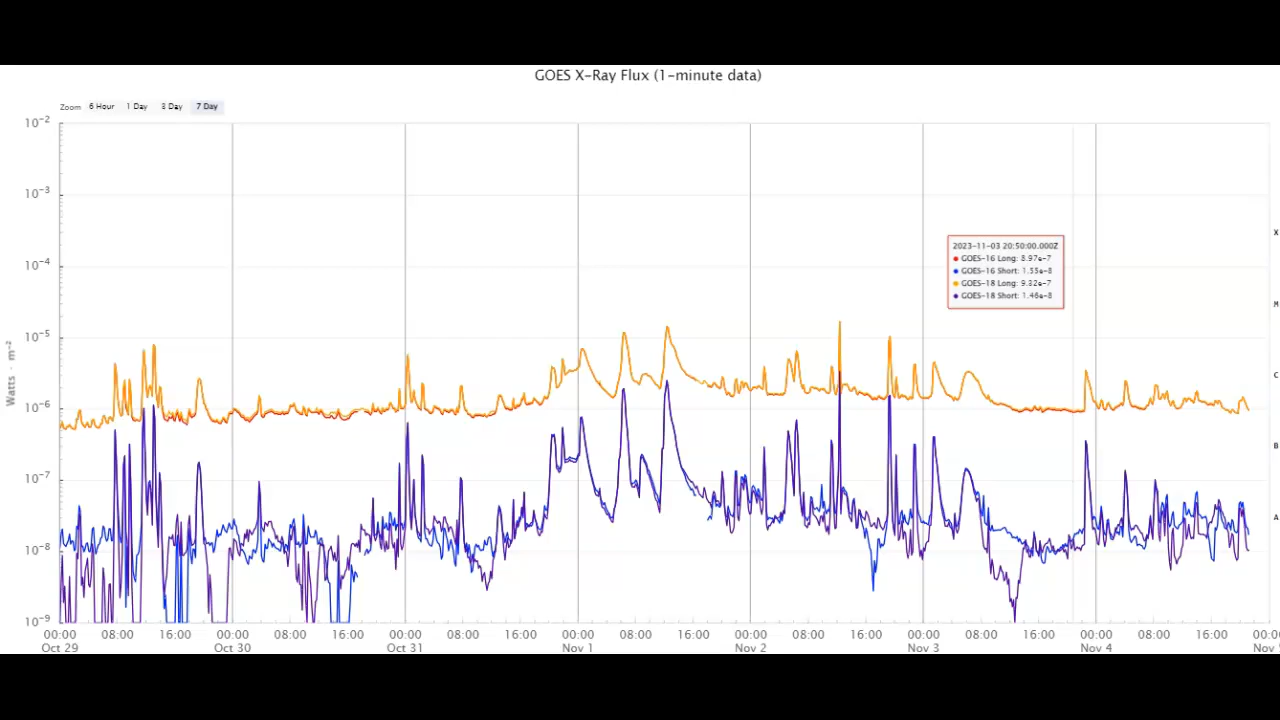 GOES X-Ray Flux (1-minute data)
Zoom 6 Hour 1 Day 3 Day 7 Day
10⁻²
10⁻³
10⁻⁴
10⁻⁵
10⁻⁶
10⁻⁷
10⁻⁸
10⁻⁹
Watts · m⁻²
X
M
C
B
A
2023-11-03 20:50:00.000Z
GOES-16 Long: 8.97e-7
GOES-16 Short: 1.55e-8
GOES-18 Long: 9.32e-7
GOES-18 Short: 1.46e-8
00:00 08:00 16:00 00:00 08:00 16:00 00:00 08:00 16:00 00:00 08:00 16:00 00:00 08:00 16:00 00:00 08:00 16:00 00:00 08:00 16:00 00:0
Oct 29 Oct 30 Oct 31 Nov 1 Nov 2 Nov 3 Nov 4 Nov